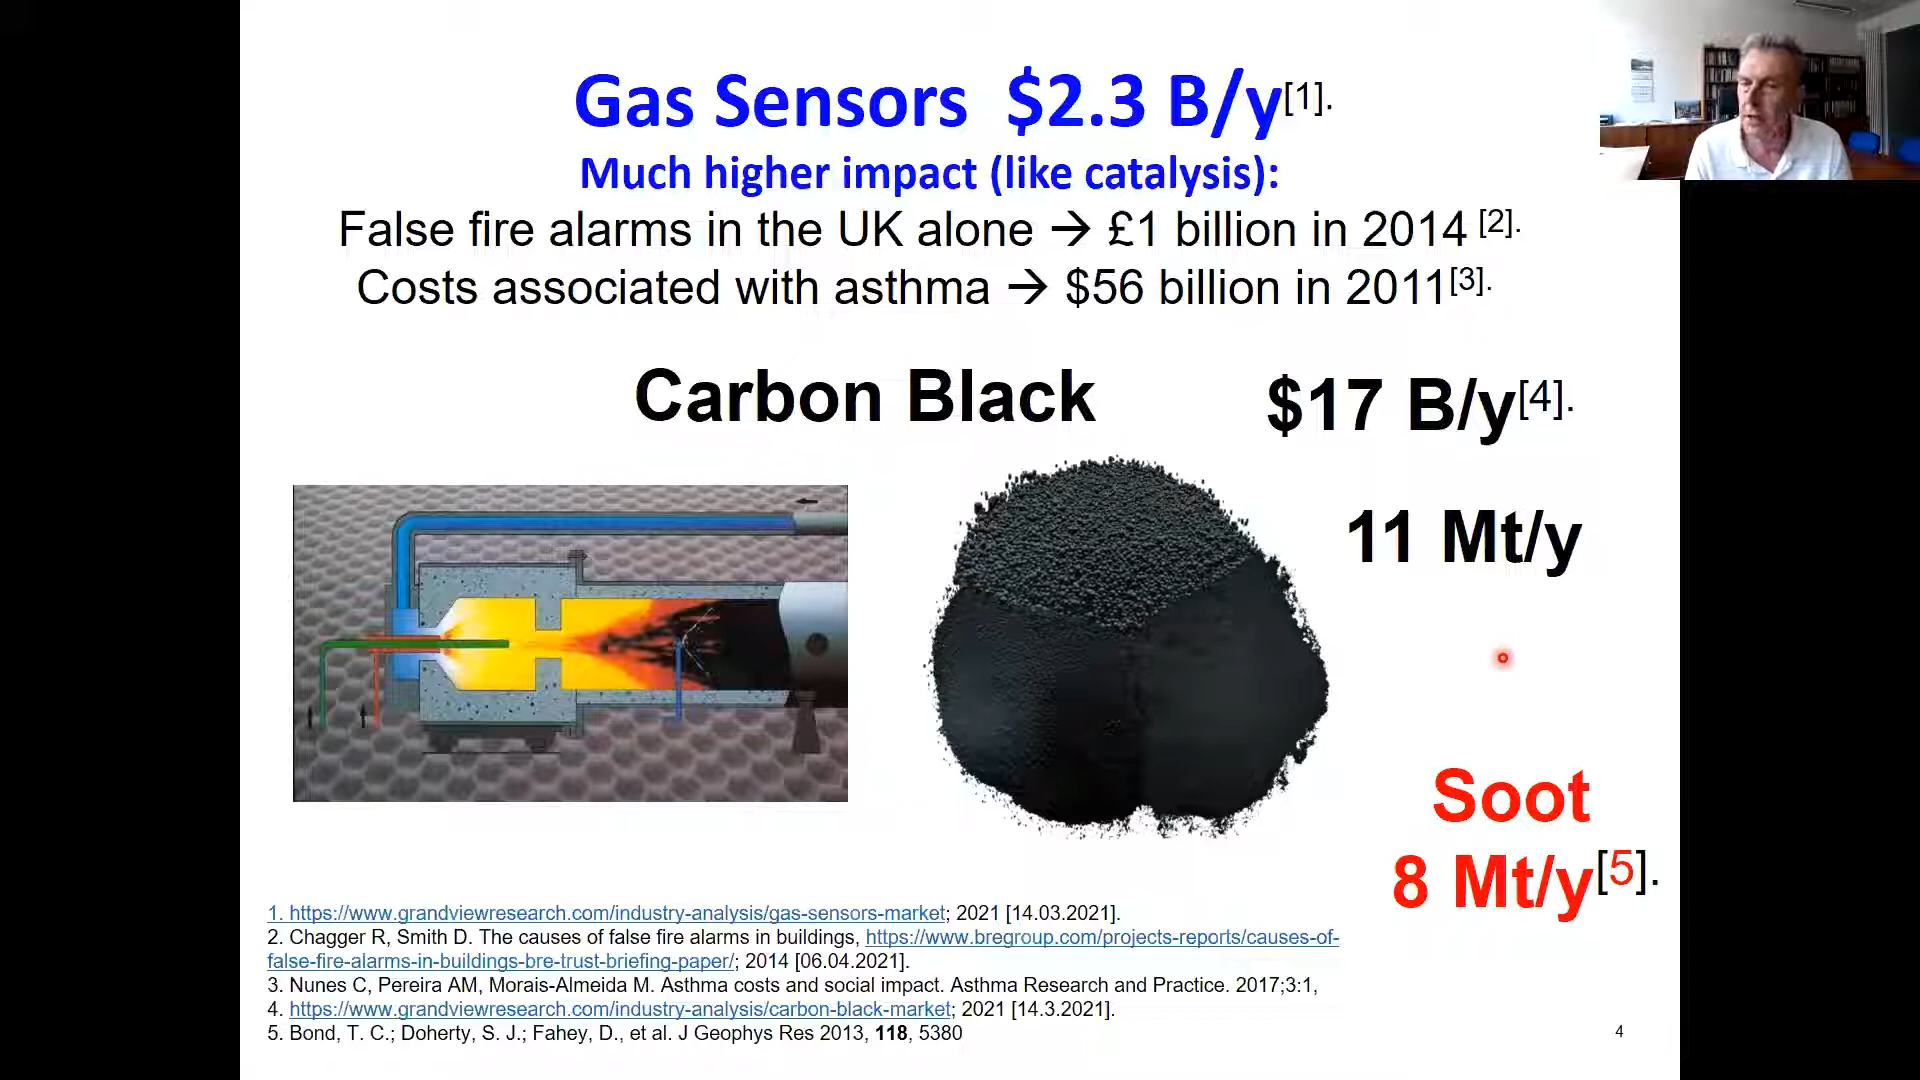 Gas Sensors $2.3 B/y[1].
Much higher impact (like catalysis):
False fire alarms in the UK alone → £1 billion in 2014 [2].
Costs associated with asthma → $56 billion in 2011[3].
Carbon Black $17 B/y[4].
11 Mt/y
Soot
8 Mt/y[5].
1. https://www.grandviewresearch.com/industry-analysis/gas-sensors-market; 2021 [14.03.2021].
2. Chagger R, Smith D. The causes of false fire alarms in buildings, https://www.bregroup.com/projects-reports/causes-of-
false-fire-alarms-in-buildings-bre-trust-briefing-paper/; 2014 [06.04.2021].
3. Nunes C, Pereira AM, Morais-Almeida M. Asthma costs and social impact. Asthma Research and Practice. 2017;3:1,
4. https://www.grandviewresearch.com/industry-analysis/carbon-black-market; 2021 [14.3.2021].
5. Bond, T. C.; Doherty, S. J.; Fahey, D., et al. J Geophys Res 2013, 118, 5380
4